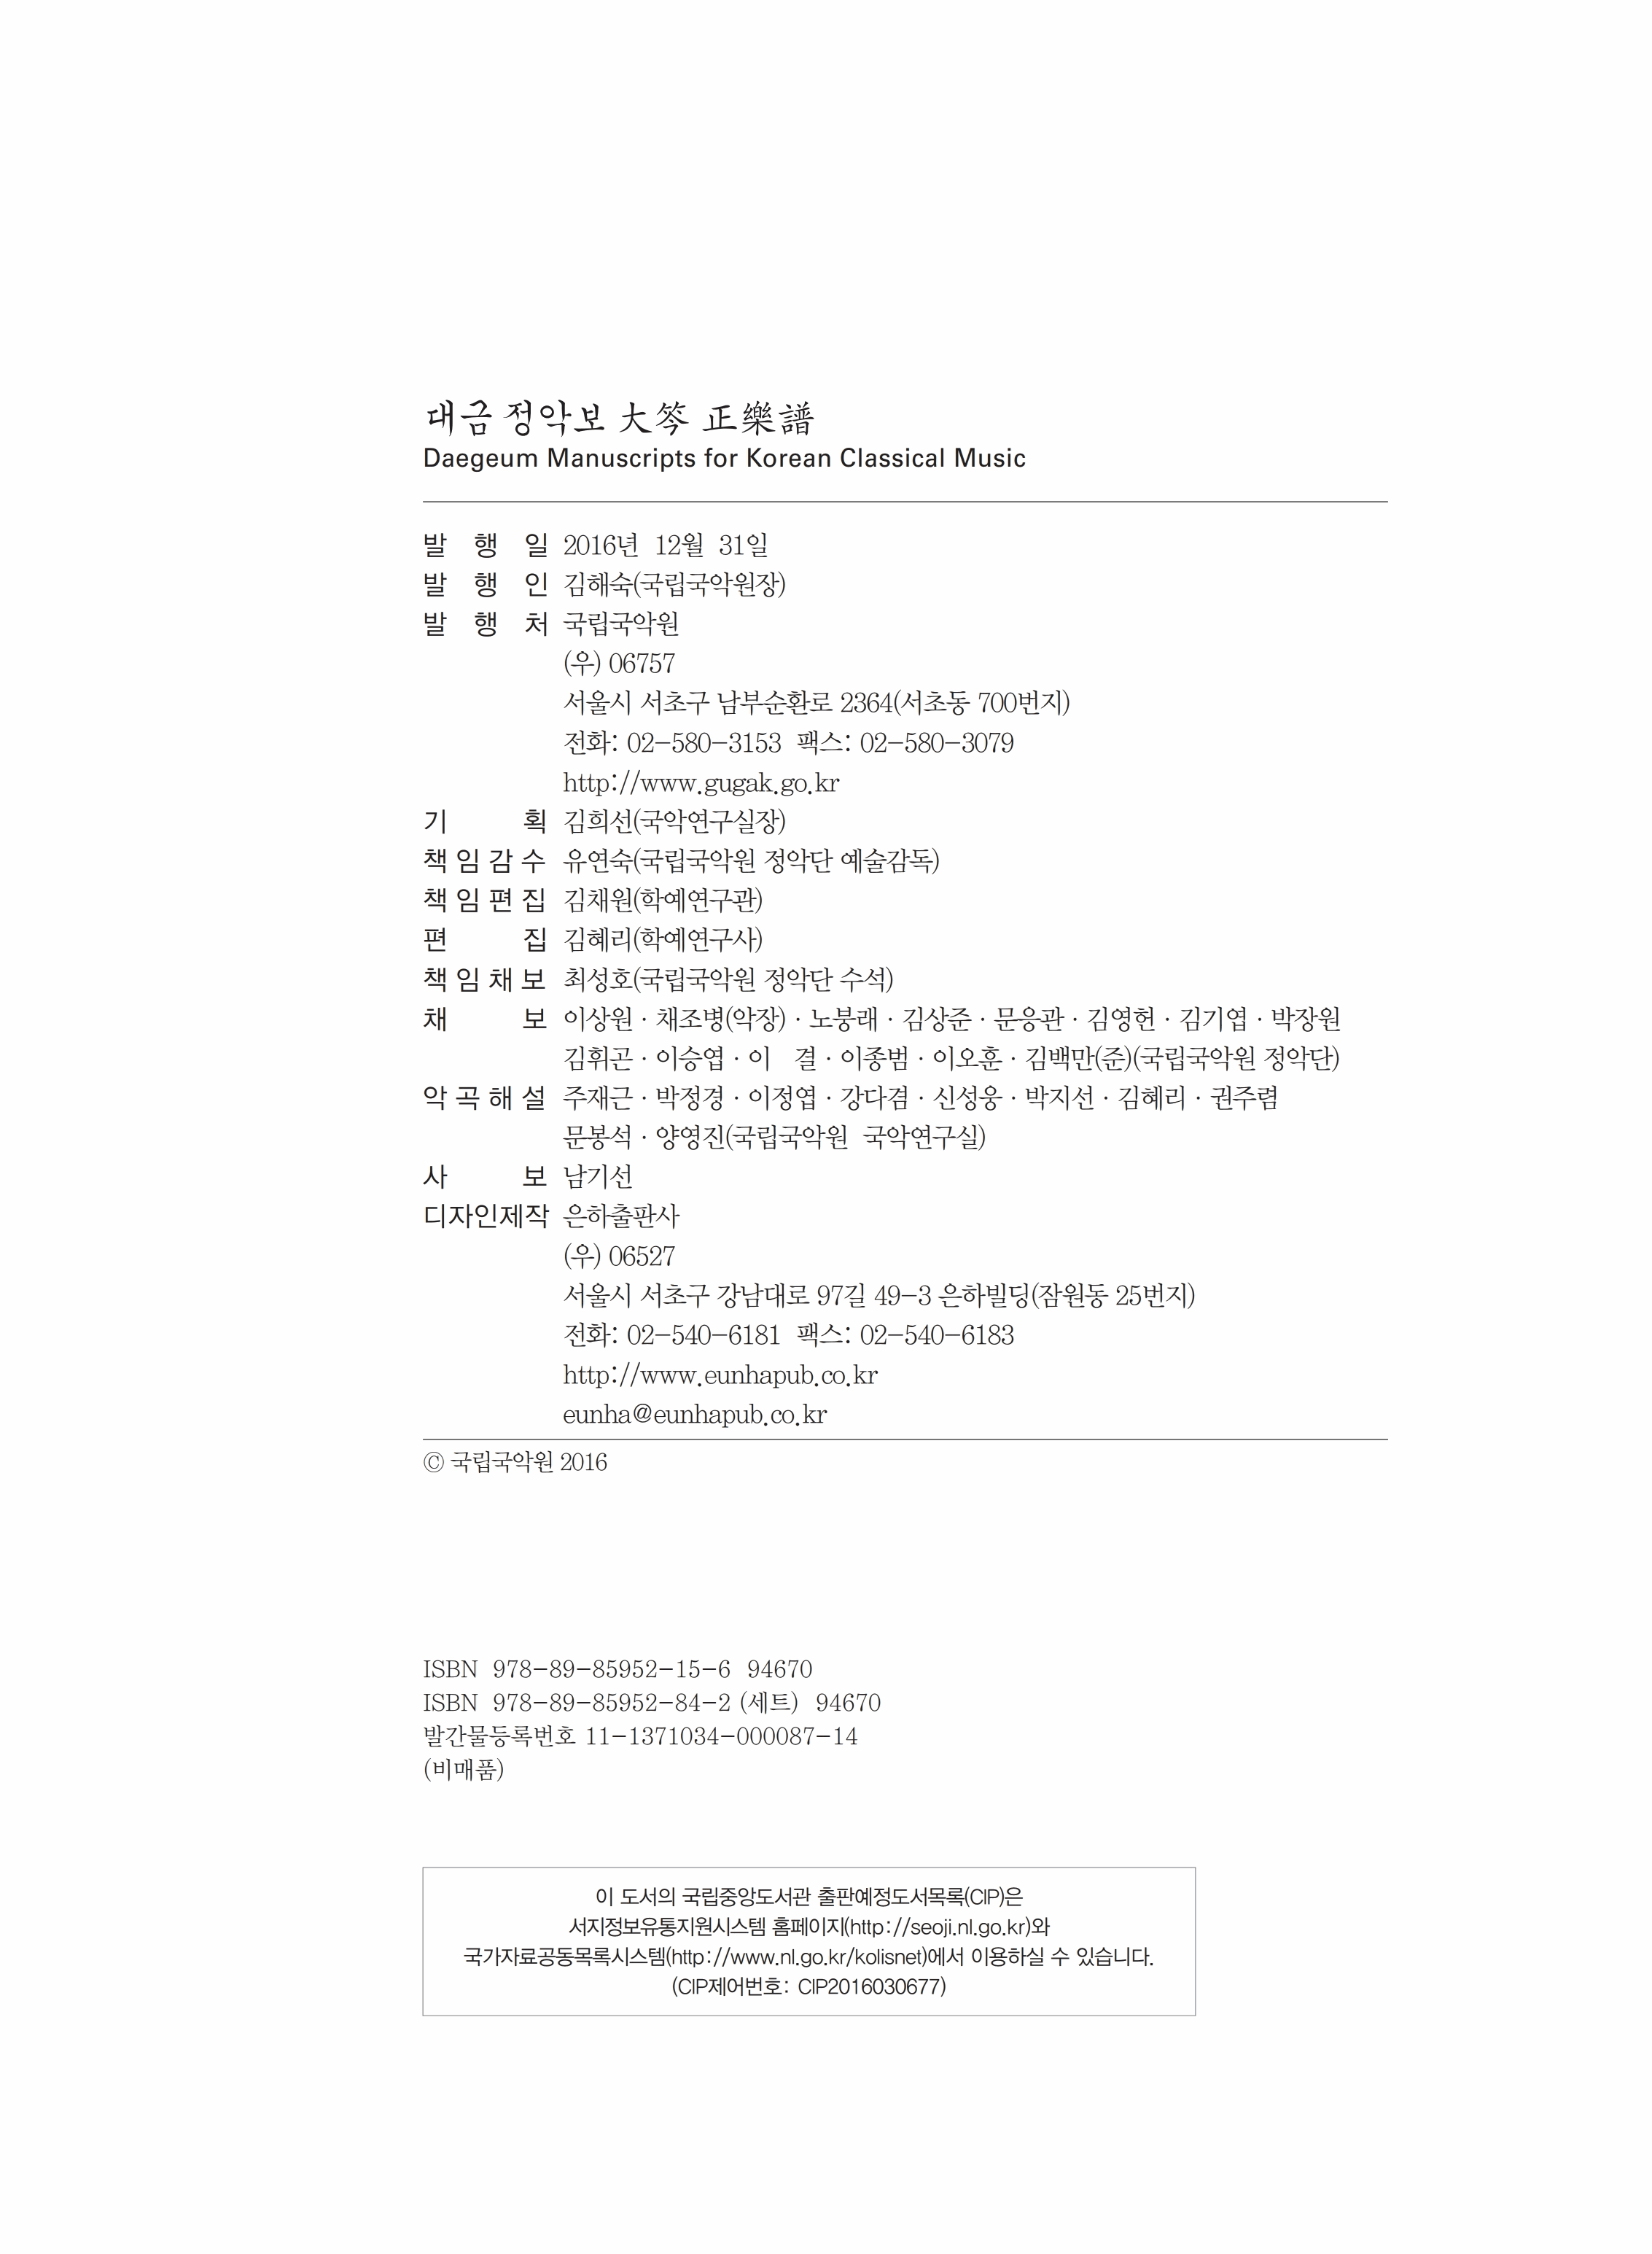 대금 정악보 大笒 正樂譜
Daegeum Manuscripts for Korean Classical Music
발 행 일 2016년 12월 31일
발 행 인 김해숙(국립국악원장)
발 행 처 국립국악원
(우) 06757
서울시 서초구 남부순환로 2364(서초동 700번지)
전화: 02-580-3153 팩스: 02-580-3079
http://www.gugak.go.kr
기 획 김희선(국악연구실장)
책임감수 유연숙(국립국악원 정악단 예술감독)
책임편집 김채원(학예연구관)
편 집 김혜리(학예연구사)
책임채보 최성호(국립국악원 정악단 수석)
채 보 이상원 · 채조병(악장) · 노붕래 · 김상준 · 문응관 · 김영헌 · 김기엽 · 박장원
김휘곤 · 이승엽 · 이 결 · 이종범 · 이오훈 · 김백만(준)(국립국악원 정악단)
악곡해설 주재근 · 박정경 · 이정엽 · 강다겸 · 신성웅 · 박지선 · 김혜리 · 권주렴
문봉석 · 양영진(국립국악원 국악연구실)
사 보 남기선
디자인제작 은하출판사
(우) 06527
서울시 서초구 강남대로 97길 49-3 은하빌딩(잠원동 25번지)
전화: 02-540-6181 팩스: 02-540-6183
http://www.eunhapub.co.kr
eunha@eunhapub.co.kr
ⓒ 국립국악원 2016
ISBN 978-89-85952-15-6 94670
ISBN 978-89-85952-84-2 (세트) 94670
발간물등록번호 11-1371034-000087-14
(비매품)
이 도서의 국립중앙도서관 출판예정도서목록(CIP)은
서지정보유통지원시스템 홈페이지(http://seoji.nl.go.kr)와
국가자료공동목록시스템(http://www.nl.go.kr/kolisnet)에서 이용하실 수 있습니다.
(CIP제어번호: CIP2016030677)